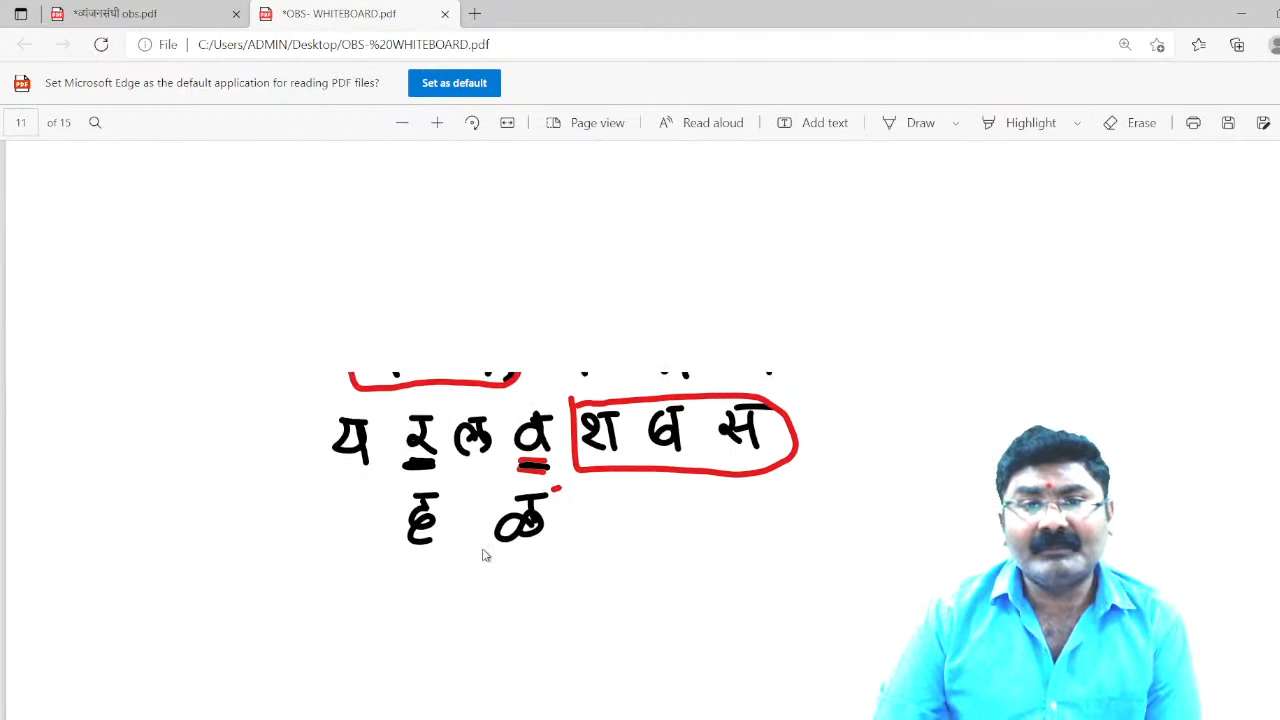 *व्यंजनसंधी obs.pdf
*OBS- WHITEBOARD.pdf
File C:/Users/ADMIN/Desktop/OBS-%20WHITEBOARD.pdf
Set Microsoft Edge as the default application for reading PDF files? Set as default
11 of 15 Page view Read aloud Add text Draw Highlight Erase
य र ल व श ष स
ह ळ